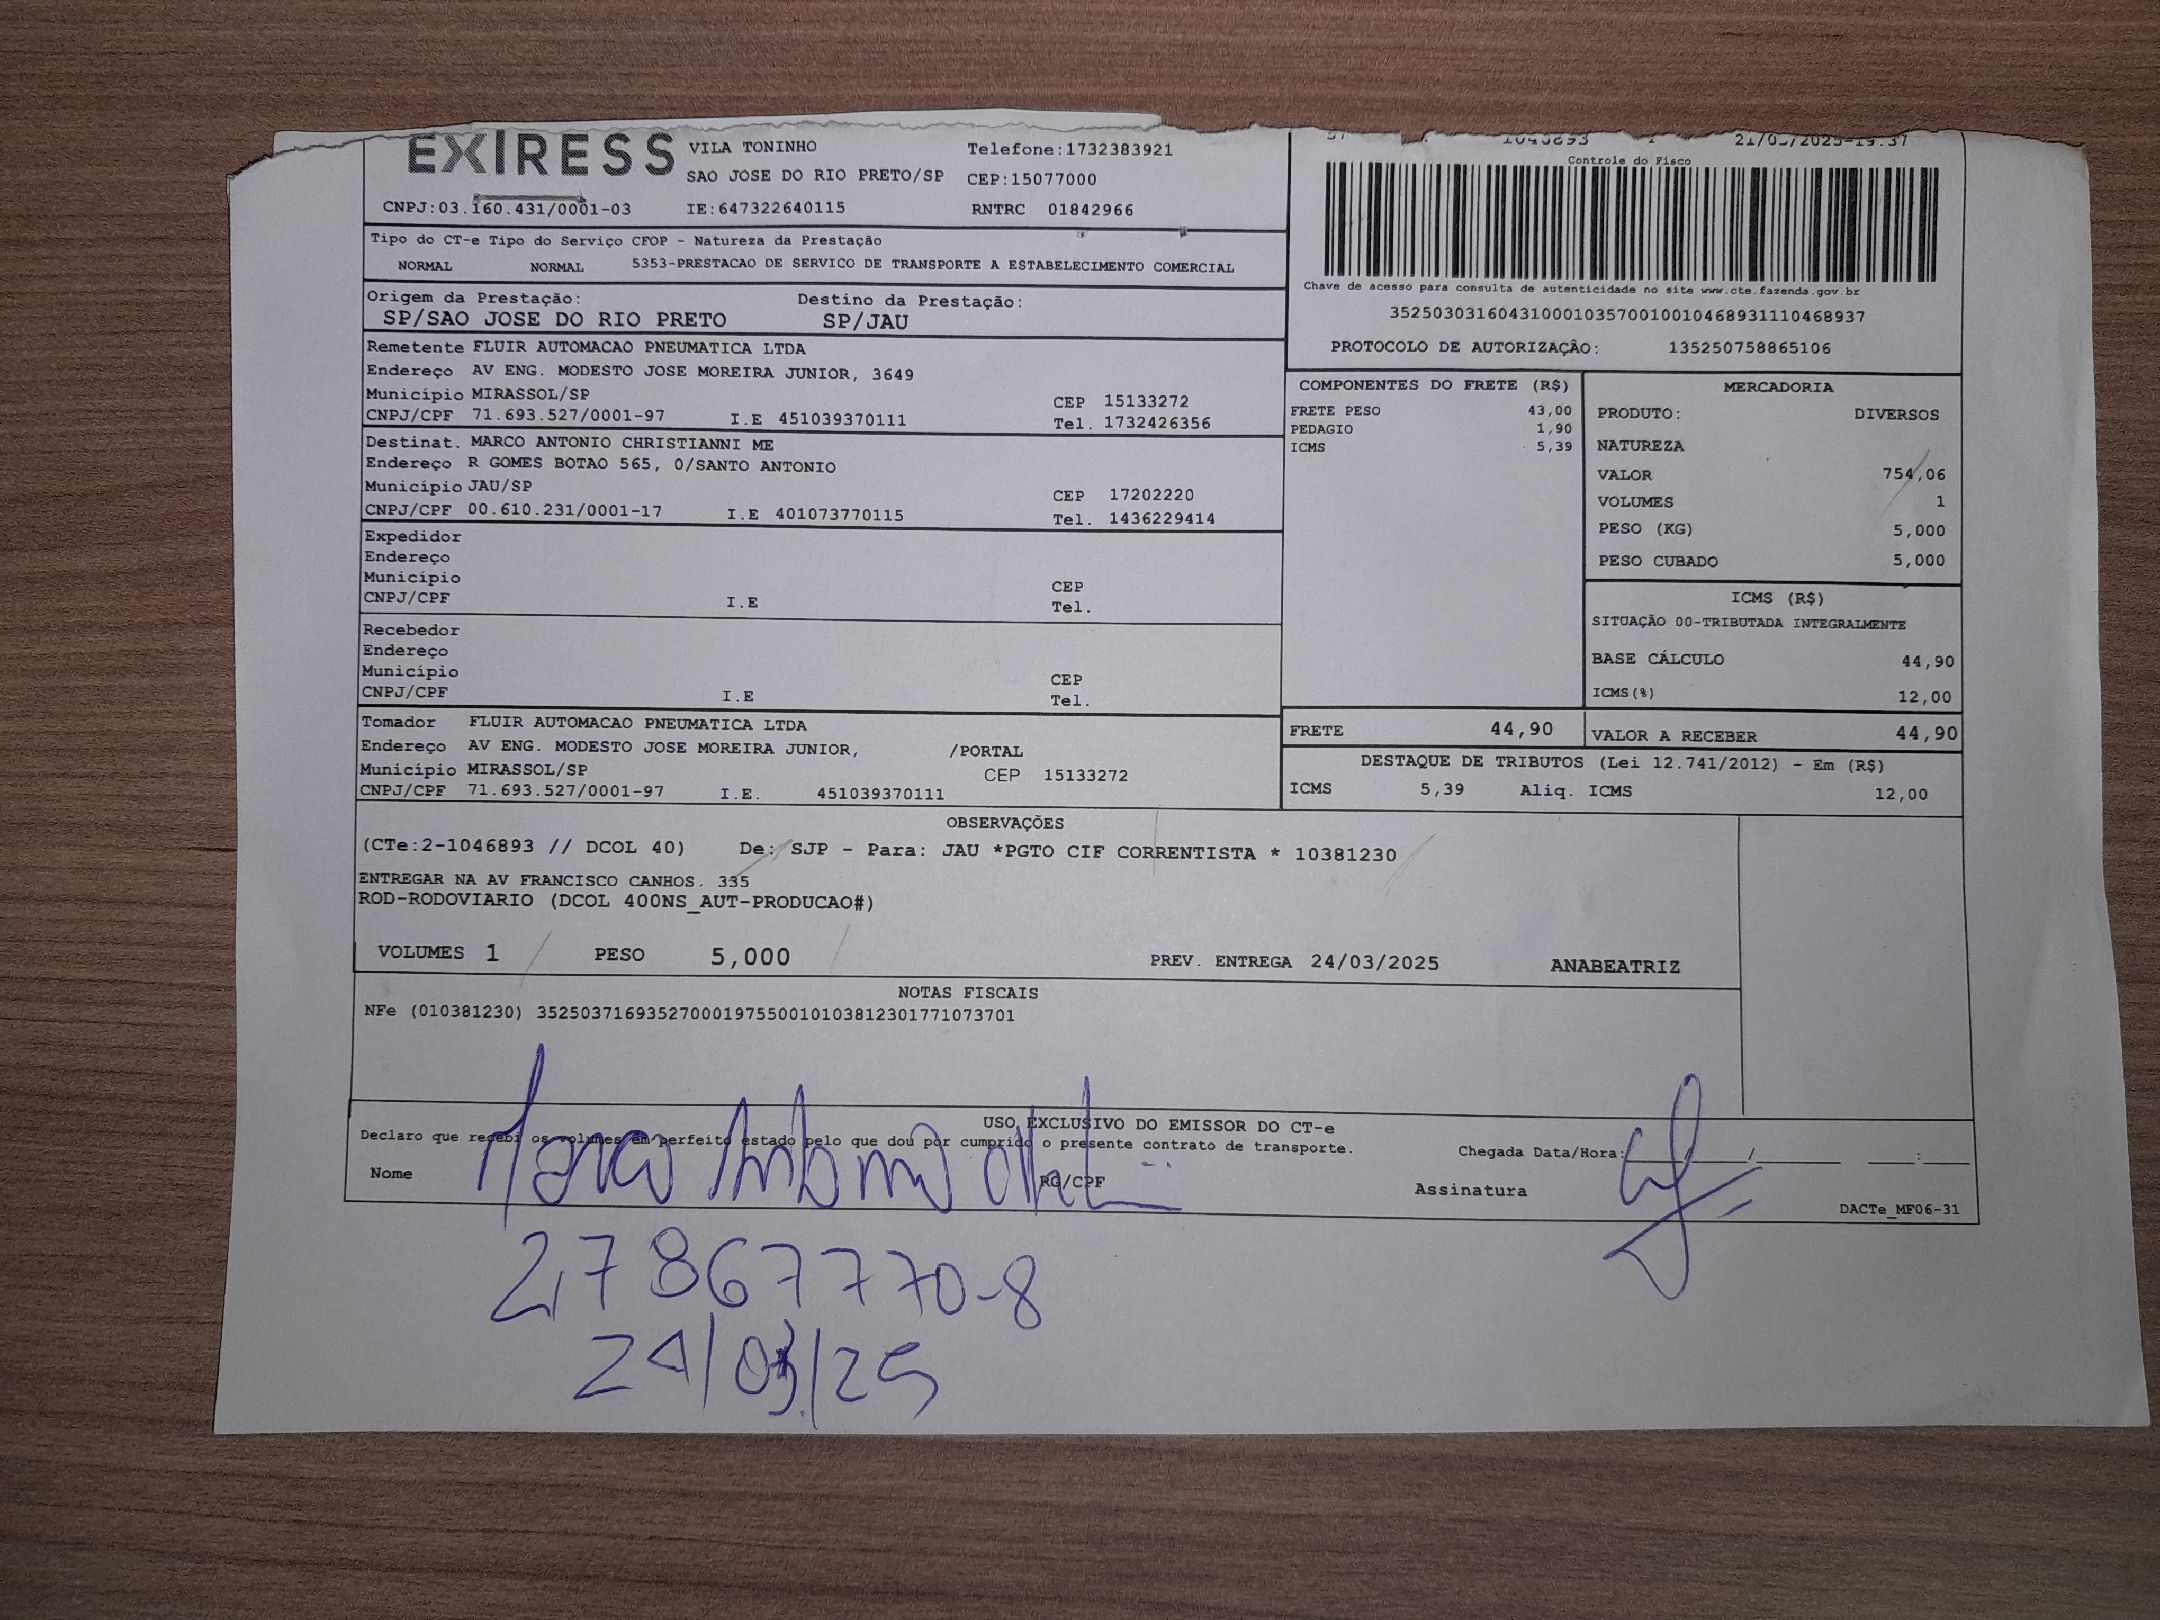 EXIRESS
VILA TONINHO Telefone:1732383921
SAO JOSE DO RIO PRETO/SP CEP:15077000
CNPJ:03.160.431/0001-03 IE:647322640115 RNTRC 01842966
Tipo do CT-e Tipo do Serviço CFOP - Natureza da Prestação
NORMAL NORMAL 5353-PRESTACAO DE SERVICO DE TRANSPORTE A ESTABELECIMENTO COMERCIAL
Origem da Prestação: Destino da Prestação:
SP/SAO JOSE DO RIO PRETO SP/JAU
Remetente FLUIR AUTOMACAO PNEUMATICA LTDA
Endereço AV ENG. MODESTO JOSE MOREIRA JUNIOR, 3649
Município MIRASSOL/SP CEP 15133272
CNPJ/CPF 71.693.527/0001-97 I.E 451039370111 Tel. 1732426356
Destinat. MARCO ANTONIO CHRISTIANNI ME
Endereço R GOMES BOTAO 565, 0/SANTO ANTONIO
Município JAU/SP CEP 17202220
CNPJ/CPF 00.610.231/0001-17 I.E 401073770115 Tel. 1436229414
Expedidor
Endereço
Município CEP
CNPJ/CPF I.E Tel.
Recebedor
Endereço
Município CEP
CNPJ/CPF I.E Tel.
Tomador FLUIR AUTOMACAO PNEUMATICA LTDA
Endereço AV ENG. MODESTO JOSE MOREIRA JUNIOR, /PORTAL
Município MIRASSOL/SP CEP 15133272
CNPJ/CPF 71.693.527/0001-97 I.E. 451039370111
1046893 1 21/03/2025-19:37
Controle do Fisco
Chave de acesso para consulta de autenticidade no site www.cte.fazenda.gov.br
35250303160431000103570010010468931110468937
PROTOCOLO DE AUTORIZAÇÃO: 135250758865106
COMPONENTES DO FRETE (R$)
FRETE PESO 43,00
PEDAGIO 1,90
ICMS 5,39
MERCADORIA
PRODUTO: DIVERSOS
NATUREZA
VALOR 754,06
VOLUMES 1
PESO (KG) 5,000
PESO CUBADO 5,000
ICMS (R$)
SITUAÇÃO 00-TRIBUTADA INTEGRALMENTE
BASE CÁLCULO 44,90
ICMS(%) 12,00
FRETE 44,90 VALOR A RECEBER 44,90
DESTAQUE DE TRIBUTOS (Lei 12.741/2012) - Em (R$)
ICMS 5,39 Aliq. ICMS 12,00
OBSERVAÇÕES
(CTe:2-1046893 // DCOL 40) De: SJP - Para: JAU *PGTO CIF CORRENTISTA * 10381230
ENTREGAR NA AV FRANCISCO CANHOS. 335
ROD-RODOVIARIO (DCOL 400NS_AUT-PRODUCAO#)
VOLUMES 1 PESO 5,000 PREV. ENTREGA 24/03/2025 ANABEATRIZ
NOTAS FISCAIS
NFe (010381230) 35250371693527000197550010103812301771073701
USO EXCLUSIVO DO EMISSOR DO CT-e
Declaro que recebi os volumes em perfeito estado pelo que dou por cumprido o presente contrato de transporte.
Chegada Data/Hora: / / :
Nome Marco Antonio RG/CPF Assinatura
DACTe_MF06-31
27867770-8
24/03/25